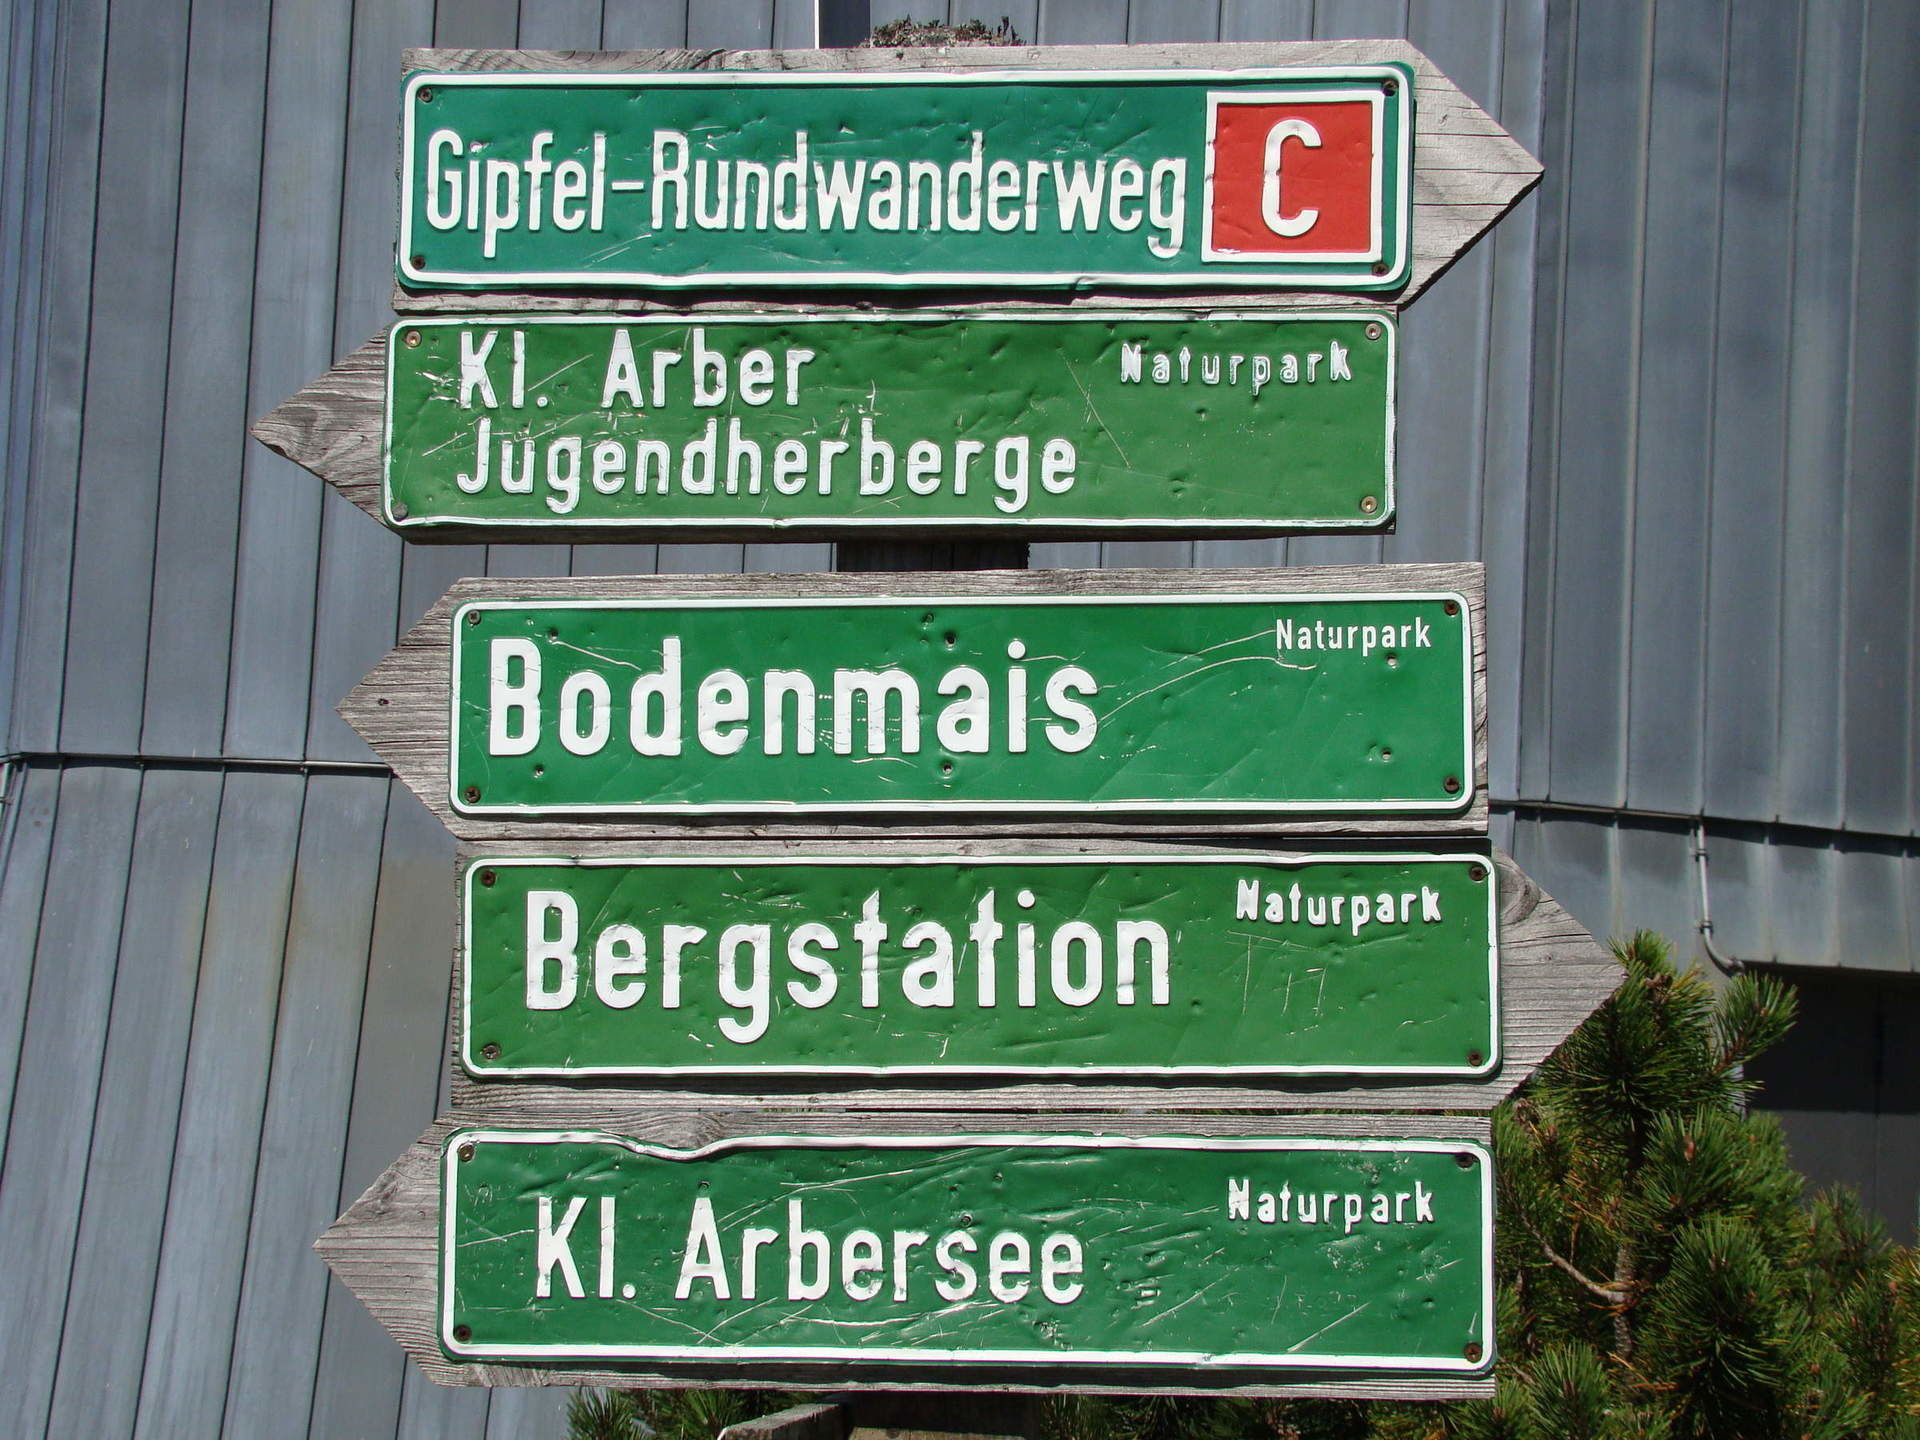 Gipfel-Rundwanderweg C
Kl. Arber Naturpark
Jugendherberge
Naturpark
Bodenmais
Naturpark
Bergstation
Naturpark
Kl. Arbersee